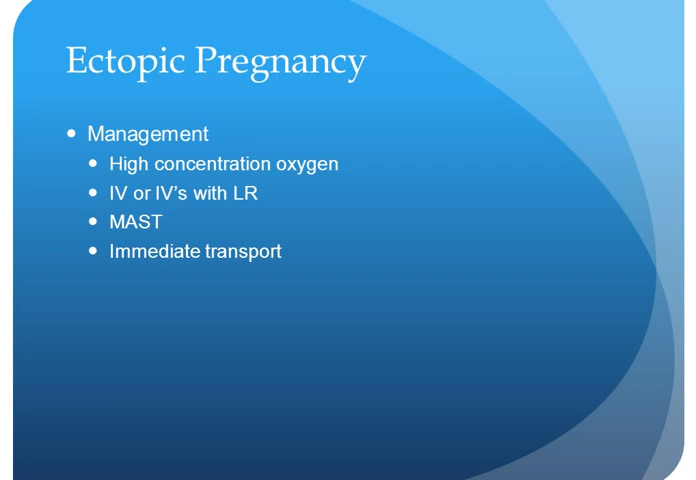 Ectopic Pregnancy
• Management
• High concentration oxygen
• IV or IV’s with LR
• MAST
• Immediate transport